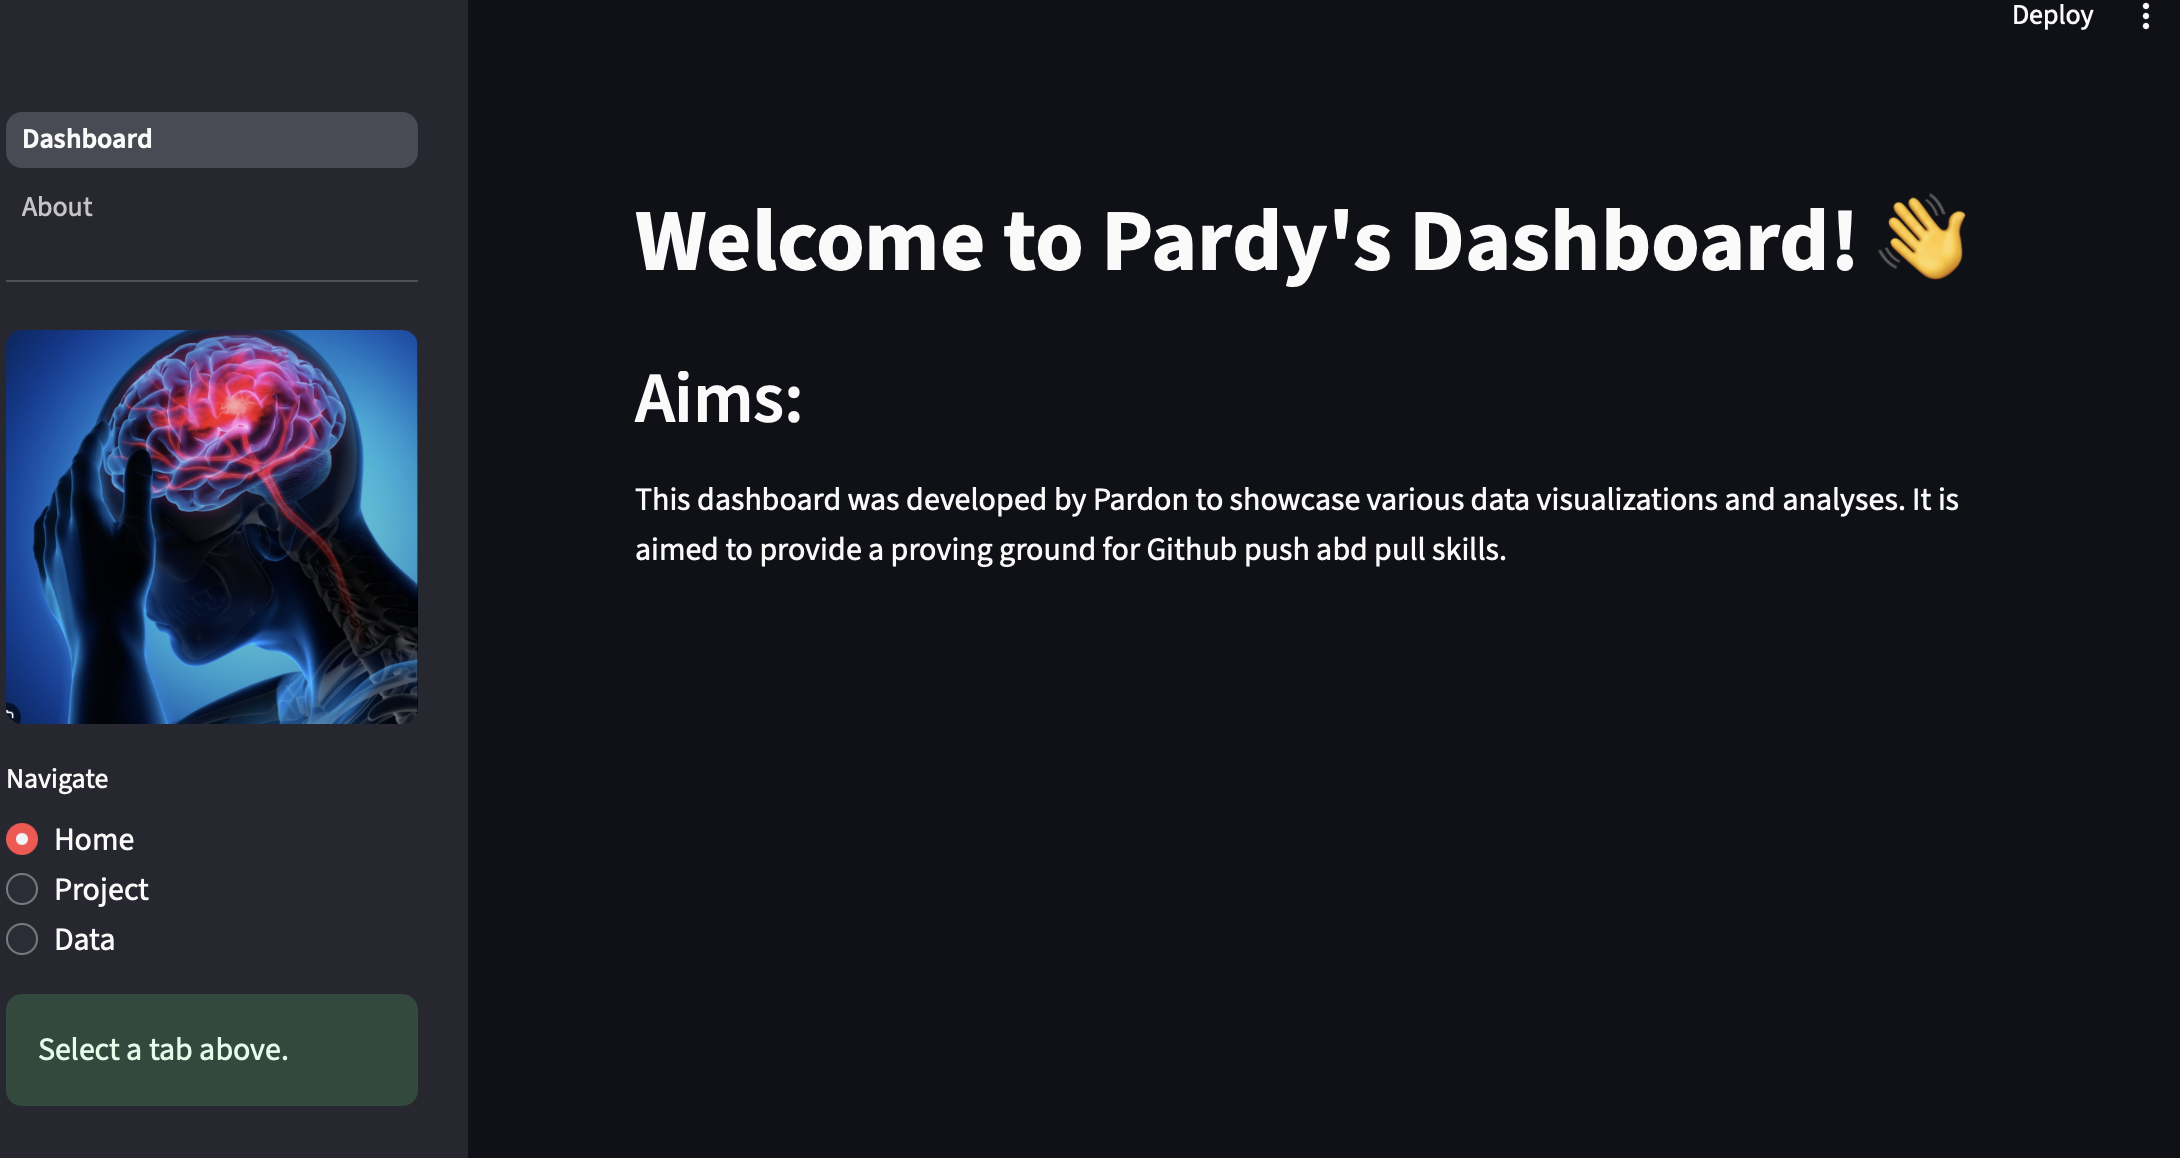 Deploy
Dashboard
About
Welcome to Pardy's Dashboard! 👋
Aims:
This dashboard was developed by Pardon to showcase various data visualizations and analyses. It is
aimed to provide a proving ground for Github push abd pull skills.
Navigate
Home
Project
Data
Select a tab above.